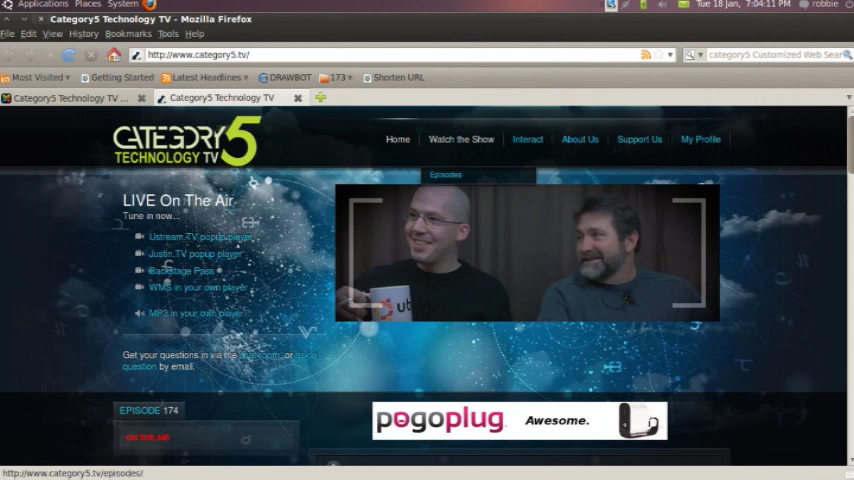 Applications Places System
Tue 18 Jan, 7:04:11 PM
robbie
Category5 Technology TV - Mozilla Firefox
File Edit View History Bookmarks Tools Help
http://www.category5.tv/
category5 Customized Web Sear
Most Visited
Getting Started
Latest Headlines
DRAWBOT
173
Shorten URL
Category5 Technology TV ...
Category5 Technology TV
CATEGORY 5
TECHNOLOGY TV
Home
Watch the Show
Interact
About Us
Support Us
My Profile
Episodes
LIVE On The Air
Tune in now...
Ustream.TV popup player
Justin.TV popup player
Backstage Pass
WMS in your own player
MP3 in your own player
Get your questions in via the chatroom or ask a
question by email.
ub
EPISODE 174
-ON THE AIR
pogoplug
Awesome.
http://www.category5.tv/episodes/